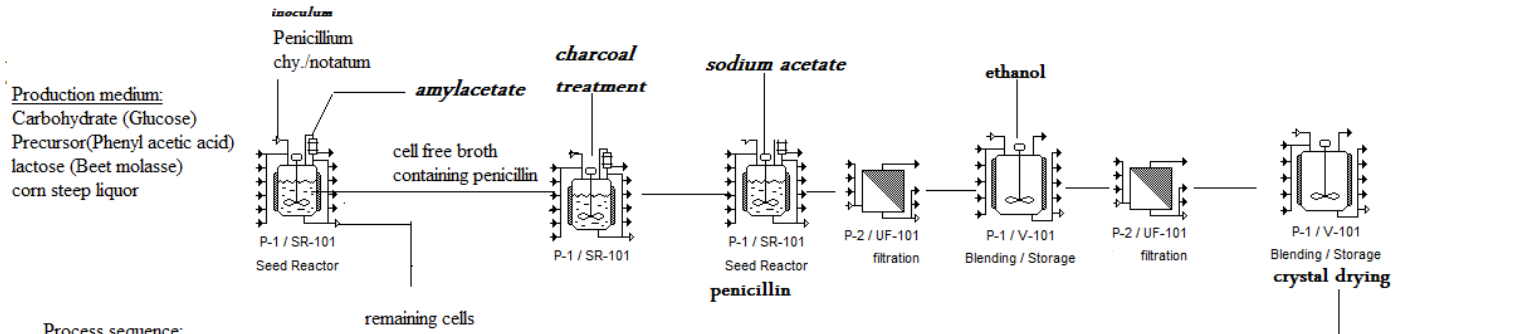 inoculum
Penicillium
chy./notatum
Production medium:
Carbohydrate (Glucose)
Precursor(Phenyl acetic acid)
lactose (Beet molasse)
corn steep liquor
amylacetate
cell free broth
containing penicillin
charcoal
treatment
sodium acetate
ethanol
P-1 / SR-101
Seed Reactor
remaining cells
P-1 / SR-101
P-1 / SR-101
Seed Reactor
penicillin
P-2 / UF-101
filtration
P-1 / V-101
Blending / Storage
P-2 / UF-101
filtration
P-1 / V-101
Blending / Storage
crystal drying
Process sequence: